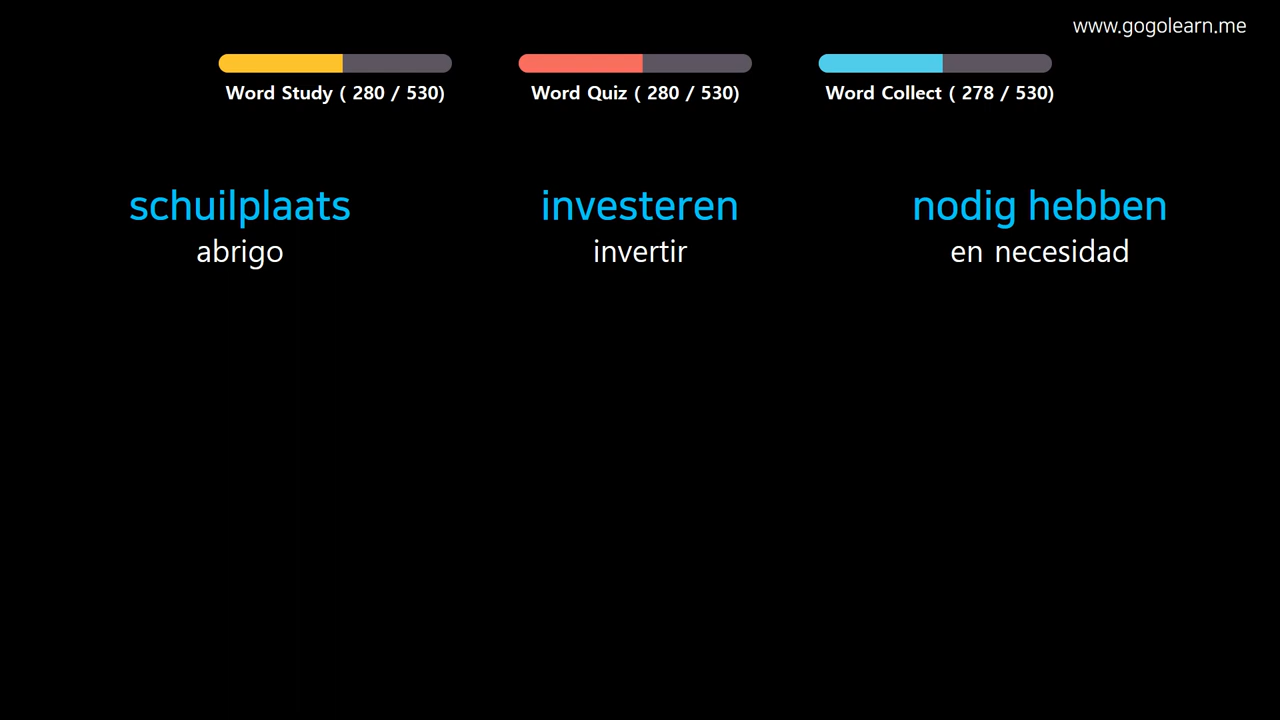 www.gogolearn.me
Word Study ( 280 / 530)
Word Quiz ( 280 / 530)
Word Collect ( 278 / 530)
schuilplaats
abrigo
investeren
invertir
nodig hebben
en necesidad